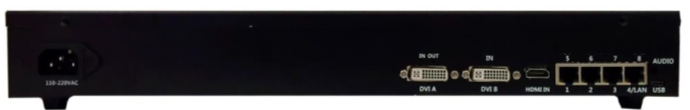 IN OUT
IN
5 6 7 8 AUDIO
110-220VAC
DVI A
DVI B
HDMI IN
1 2 3 4/LAN USB